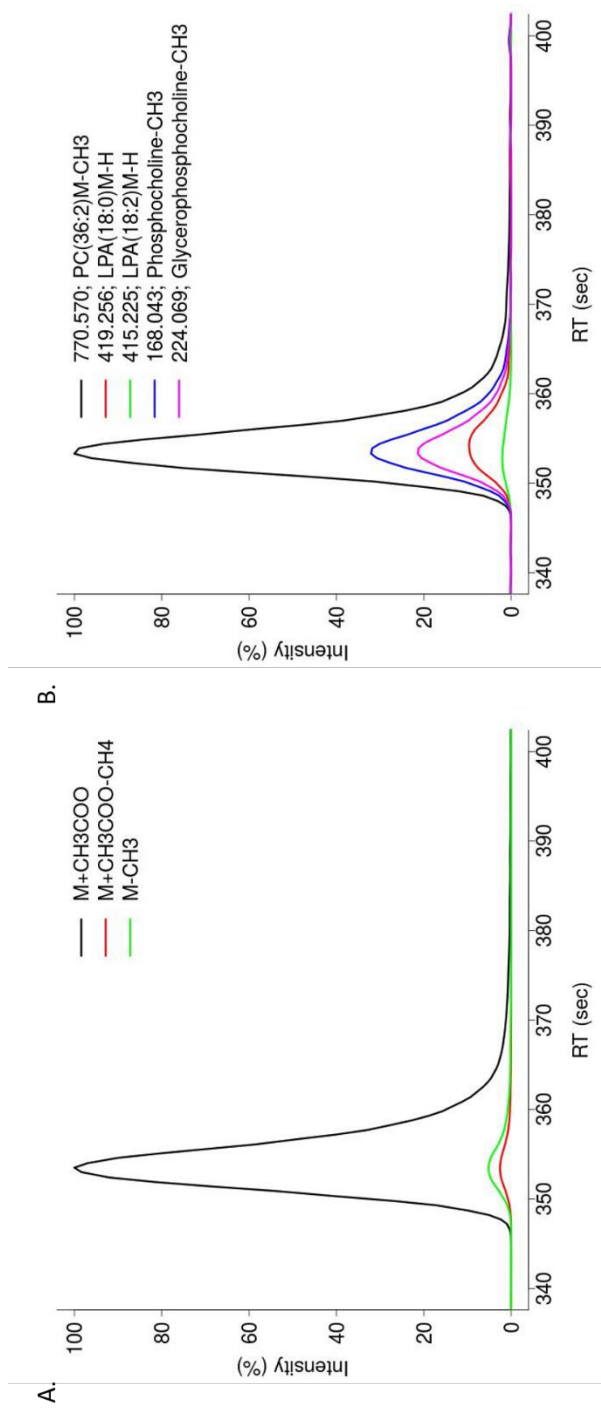 A.
M+CH3COO
M+CH3COO-CH4
M-CH3
Intensity (%)
100
80
60
40
20
0
340
350
360
370
380
390
400
RT (sec)
B.
770.570; PC(36:2)M-CH3
419.256; LPA(18:0)M-H
415.225; LPA(18:2)M-H
168.043; Phosphocholine-CH3
224.069; Glycerophosphocholine-CH3
Intensity (%)
100
80
60
40
20
0
340
350
360
370
380
390
400
RT (sec)